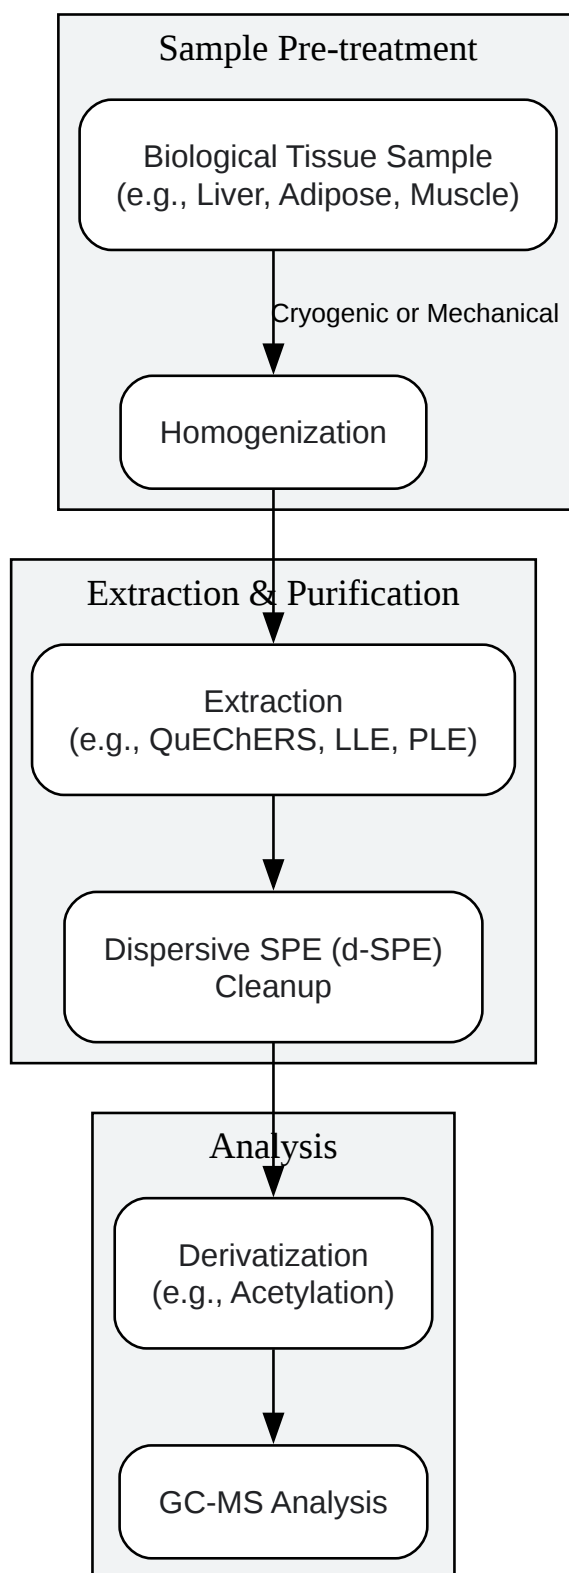 Sample Pre-treatment
Biological Tissue Sample
(e.g., Liver, Adipose, Muscle)
Cryogenic or Mechanical
Homogenization
Extraction & Purification
Extraction
(e.g., QuEChERS, LLE, PLE)
Dispersive SPE (d-SPE)
Cleanup
Analysis
Derivatization
(e.g., Acetylation)
GC-MS Analysis